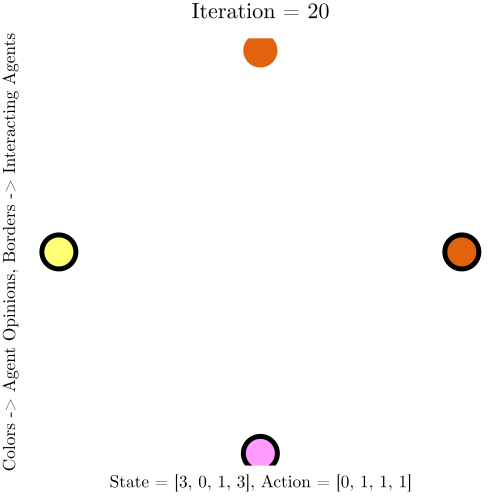 Iteration = 20
Colors -> Agent Opinions, Borders -> Interacting Agents
State = [3, 0, 1, 3], Action = [0, 1, 1, 1]